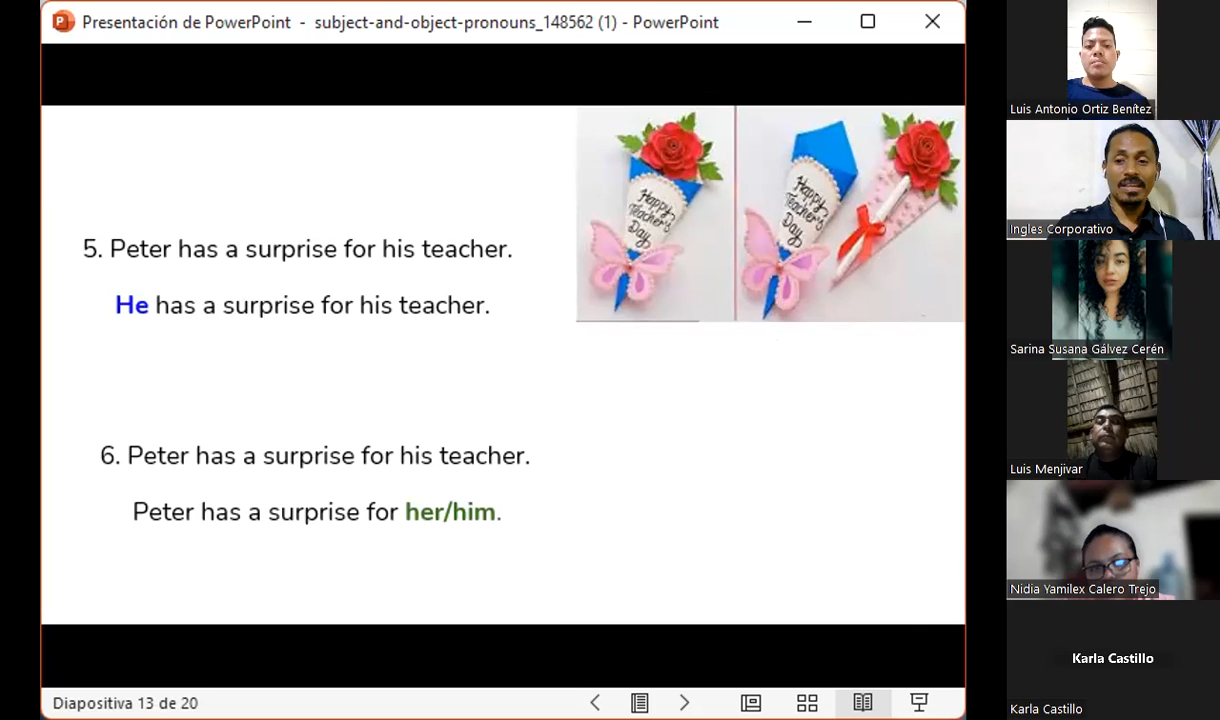 Presentación de PowerPoint - subject-and-object-pronouns_148562 (1) - PowerPoint
5. Peter has a surprise for his teacher.
He has a surprise for his teacher.
6. Peter has a surprise for his teacher.
Peter has a surprise for her/him.
Happy
Teacher's
Day
Happy
Teacher's
Day
Diapositiva 13 de 20
Luis Antonio Ortiz Benítez
Ingles Corporativo
Sarina Susana Gálvez Cerén
Luis Menjivar
Nidia Yamilex Calero Trejo
Karla Castillo
Karla Castillo